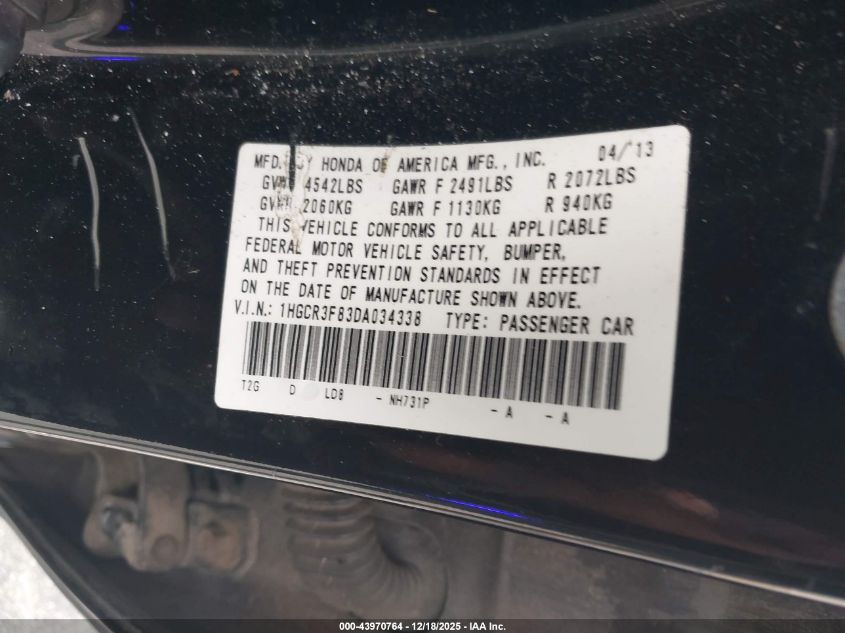 MFD. BY HONDA OF AMERICA MFG., INC. 04/13
GVWR 4542LBS GAWR F 2491LBS R 2072LBS
GVWR 2060KG GAWR F 1130KG R 940KG
THIS VEHICLE CONFORMS TO ALL APPLICABLE
FEDERAL MOTOR VEHICLE SAFETY, BUMPER,
AND THEFT PREVENTION STANDARDS IN EFFECT
ON THE DATE OF MANUFACTURE SHOWN ABOVE.
V.I.N.: 1HGCR3F83DA034338 TYPE: PASSENGER CAR
T2G D LD8 - NH731P - A - A
000-43970764 - 12/18/2025 - IAA Inc.